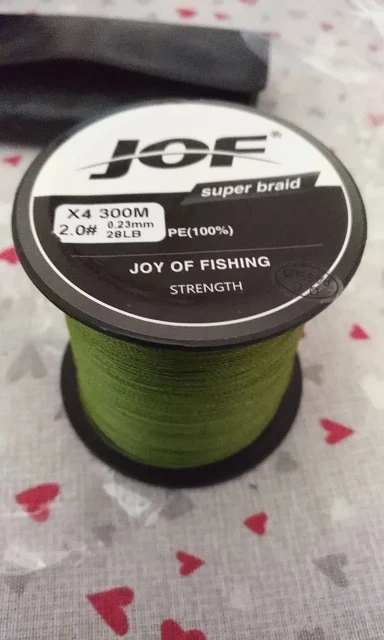 JOF®
super braid
X4 300M
2.0# 0.23mm 28LB
PE(100%)
JOY OF FISHING
STRENGTH